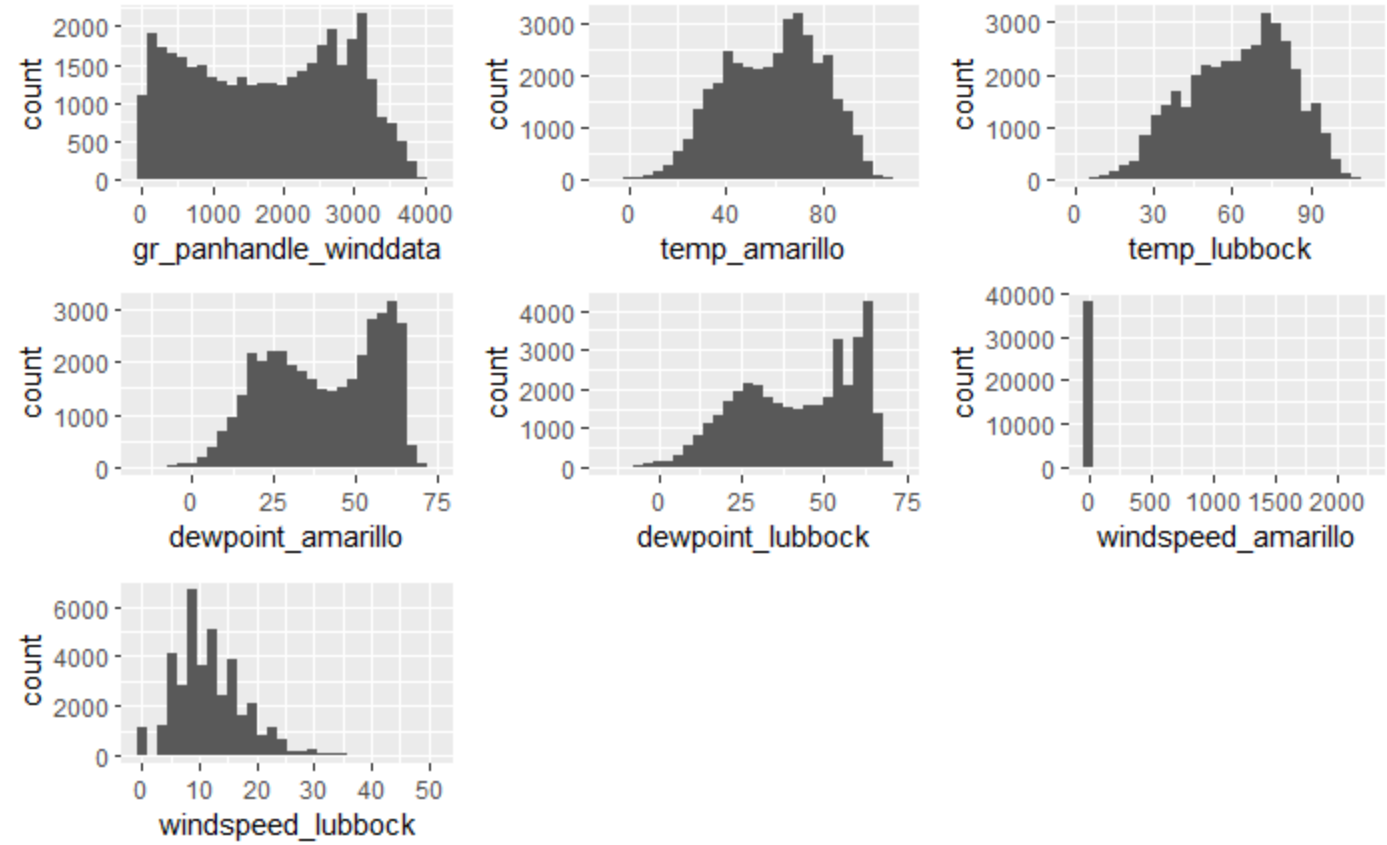 count
2000
1500
1000
500
0
0 1000 2000 3000 4000
gr_panhandle_winddata
count
3000
2000
1000
0
0 40 80
temp_amarillo
count
3000
2000
1000
0
0 30 60 90
temp_lubbock
count
3000
2000
1000
0
0 25 50 75
dewpoint_amarillo
count
4000
3000
2000
1000
0
0 25 50 75
dewpoint_lubbock
count
40000
30000
20000
10000
0
0 500 1000 1500 2000
windspeed_amarillo
count
6000
4000
2000
0
0 10 20 30 40 50
windspeed_lubbock